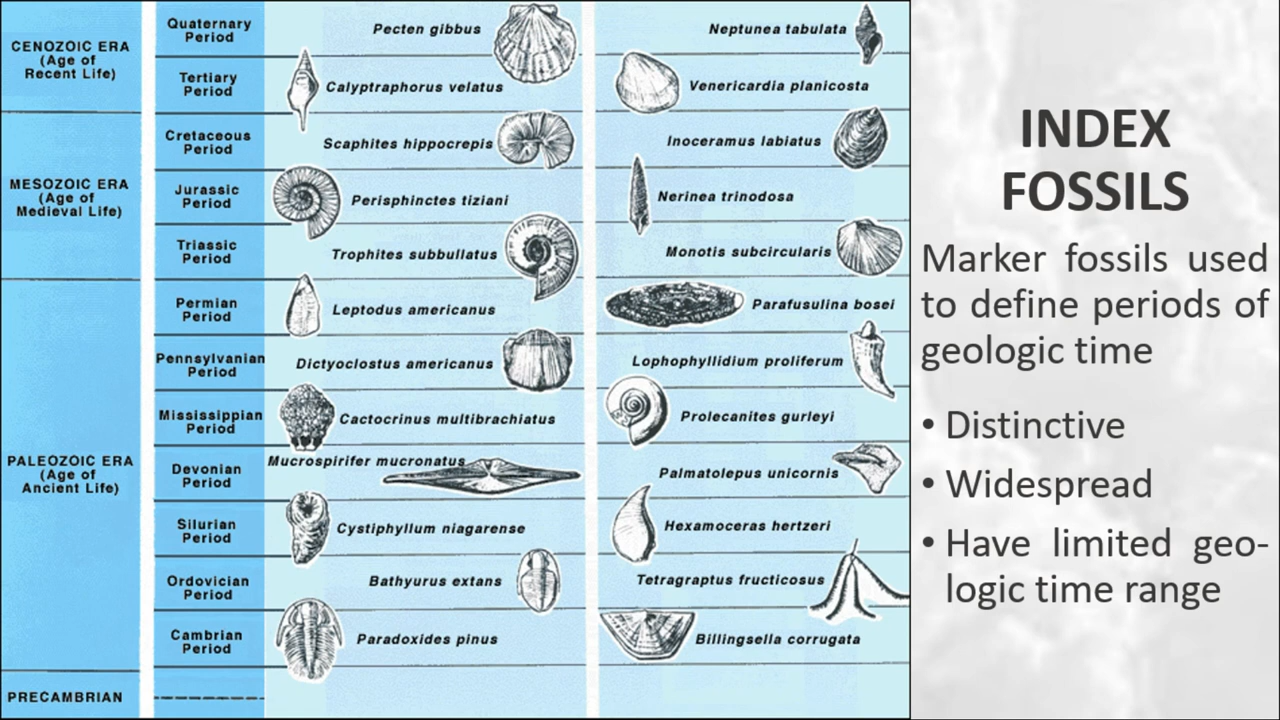 CENOZOIC ERA
(Age of
Recent Life)
Quaternary
Period
Pecten gibbus
Neptunea tabulata
Tertiary
Period
Calyptraphorus velatus
Venericardia planicosta
MESOZOIC ERA
(Age of
Medieval Life)
Cretaceous
Period
Scaphites hippocrepis
Inoceramus labiatus
Jurassic
Period
Perisphinctes tiziani
Nerinea trinodosa
Triassic
Period
Trophites subbullatus
Monotis subcircularis
PALEOZOIC ERA
(Age of
Ancient Life)
Permian
Period
Leptodus americanus
Parafusulina bosei
Pennsylvanian
Period
Dictyoclostus americanus
Lophophyllidium proliferum
Mississippian
Period
Cactocrinus multibrachiatus
Prolecanites gurleyi
Devonian
Period
Mucrospirifer mucronatus
Palmatolepus unicornis
Silurian
Period
Cystiphyllum niagarense
Hexamoceras hertzeri
Ordovician
Period
Bathyurus extans
Tetragraptus fructicosus
Cambrian
Period
Paradoxides pinus
Billingsella corrugata
PRECAMBRIAN
INDEX
FOSSILS
Marker fossils used
to define periods of
geologic time
• Distinctive
• Widespread
• Have limited geo-
logic time range